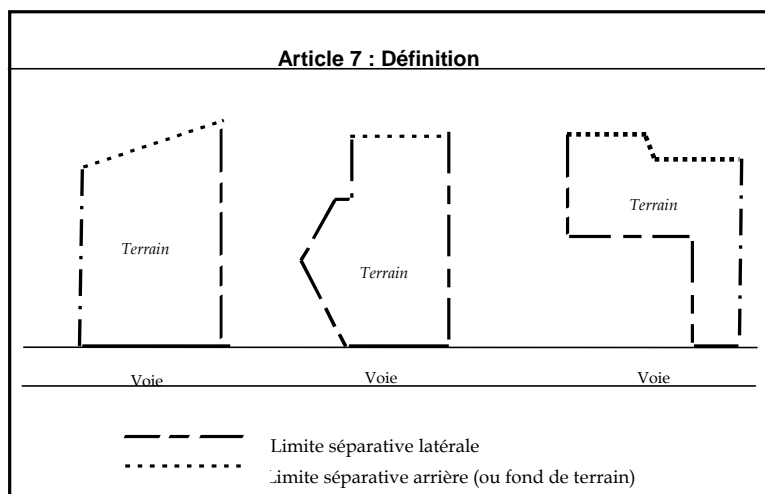 Article 7 : Définition
Terrain
Terrain
Terrain
Voie
Voie
Voie
Limite séparative latérale
Limite séparative arrière (ou fond de terrain)